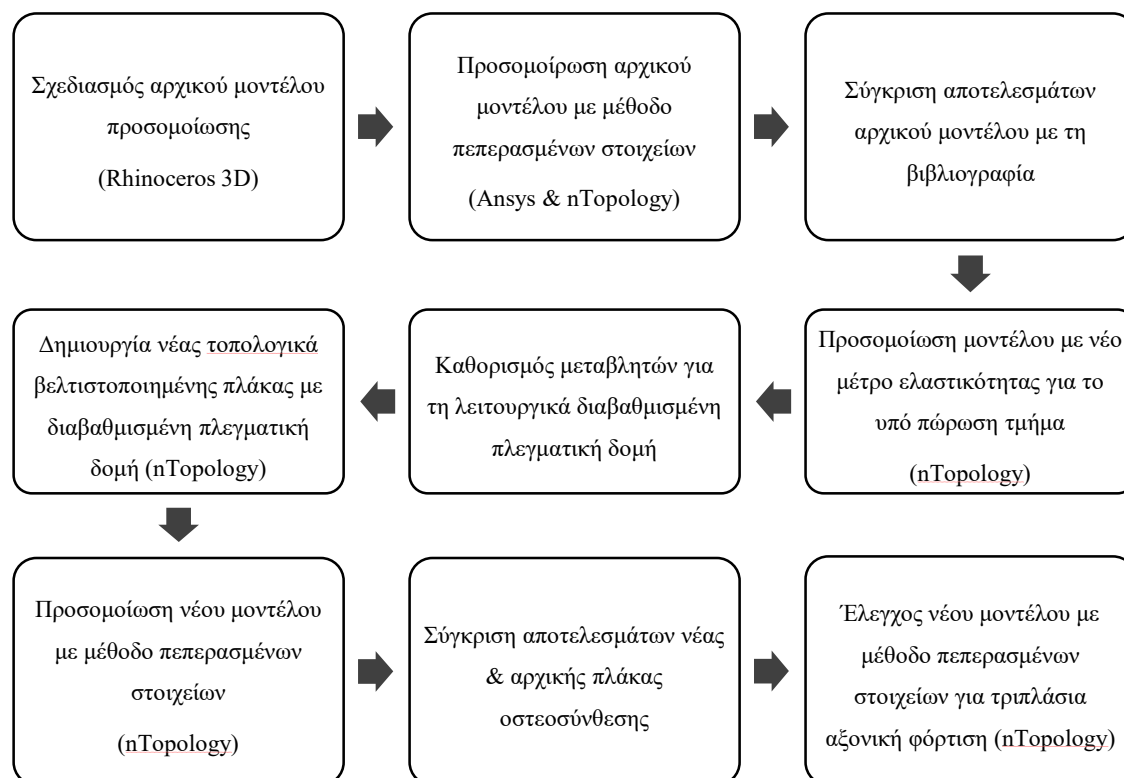 Σχεδιασμός αρχικού μοντέλου
προσομοίωσης
(Rhinoceros 3D)
Προσομοίρωση αρχικού
μοντέλου με μέθοδο
πεπερασμένων στοιχείων
(Ansys & nTopology)
Σύγκριση αποτελεσμάτων
αρχικού μοντέλου με τη
βιβλιογραφία
Προσομοίωση μοντέλου με νέο
μέτρο ελαστικότητας για το
υπό πώρωση τμήμα
(nTopology)
Καθορισμός μεταβλητών για
τη λειτουργικά διαβαθμισμένη
πλεγματική δομή
Δημιουργία νέας τοπολογικά
βελτιστοποιημένης πλάκας με
διαβαθμισμένη πλεγματική
δομή (nTopology)
Προσομοίωση νέου μοντέλου
με μέθοδο πεπερασμένων
στοιχείων
(nTopology)
Σύγκριση αποτελεσμάτων νέας
& αρχικής πλάκας
οστεοσύνθεσης
Έλεγχος νέου μοντέλου με
μέθοδο πεπερασμένων
στοιχείων για τριπλάσια
αξονική φόρτιση (nTopology)